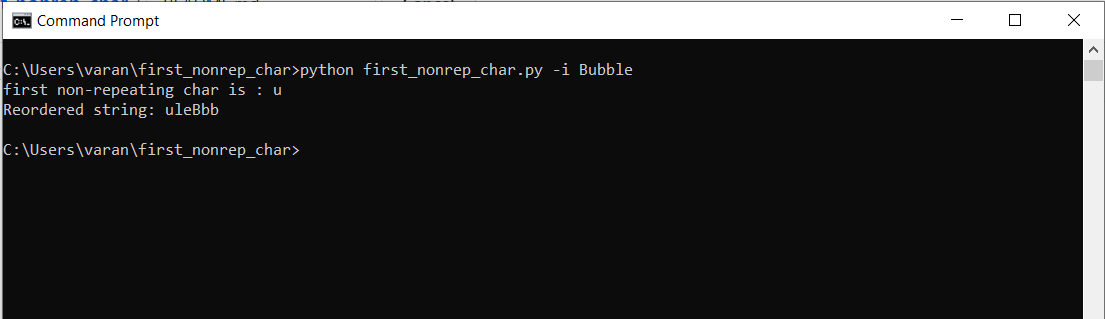 Command Prompt
C:\Users\varan\first_nonrep_char>python first_nonrep_char.py -i Bubble
first non-repeating char is : u
Reordered string: uleBbb
C:\Users\varan\first_nonrep_char>